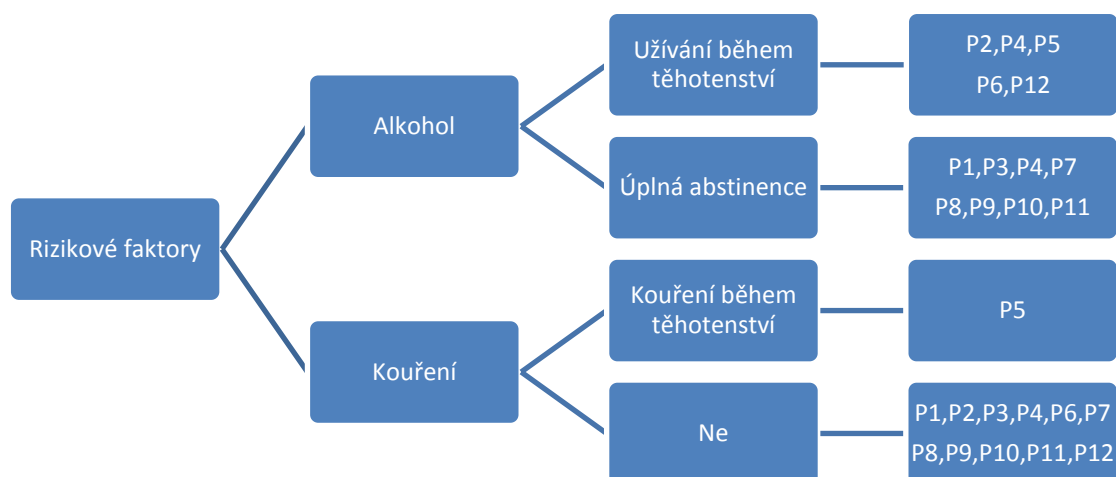 Rizikové faktory
Alkohol
Užívání během
těhotenství
P2,P4,P5
P6,P12
Úplná abstinence
P1,P3,P4,P7
P8,P9,P10,P11
Kouření
Kouření během
těhotenství
P5
Ne
P1,P2,P3,P4,P6,P7
P8,P9,P10,P11,P12